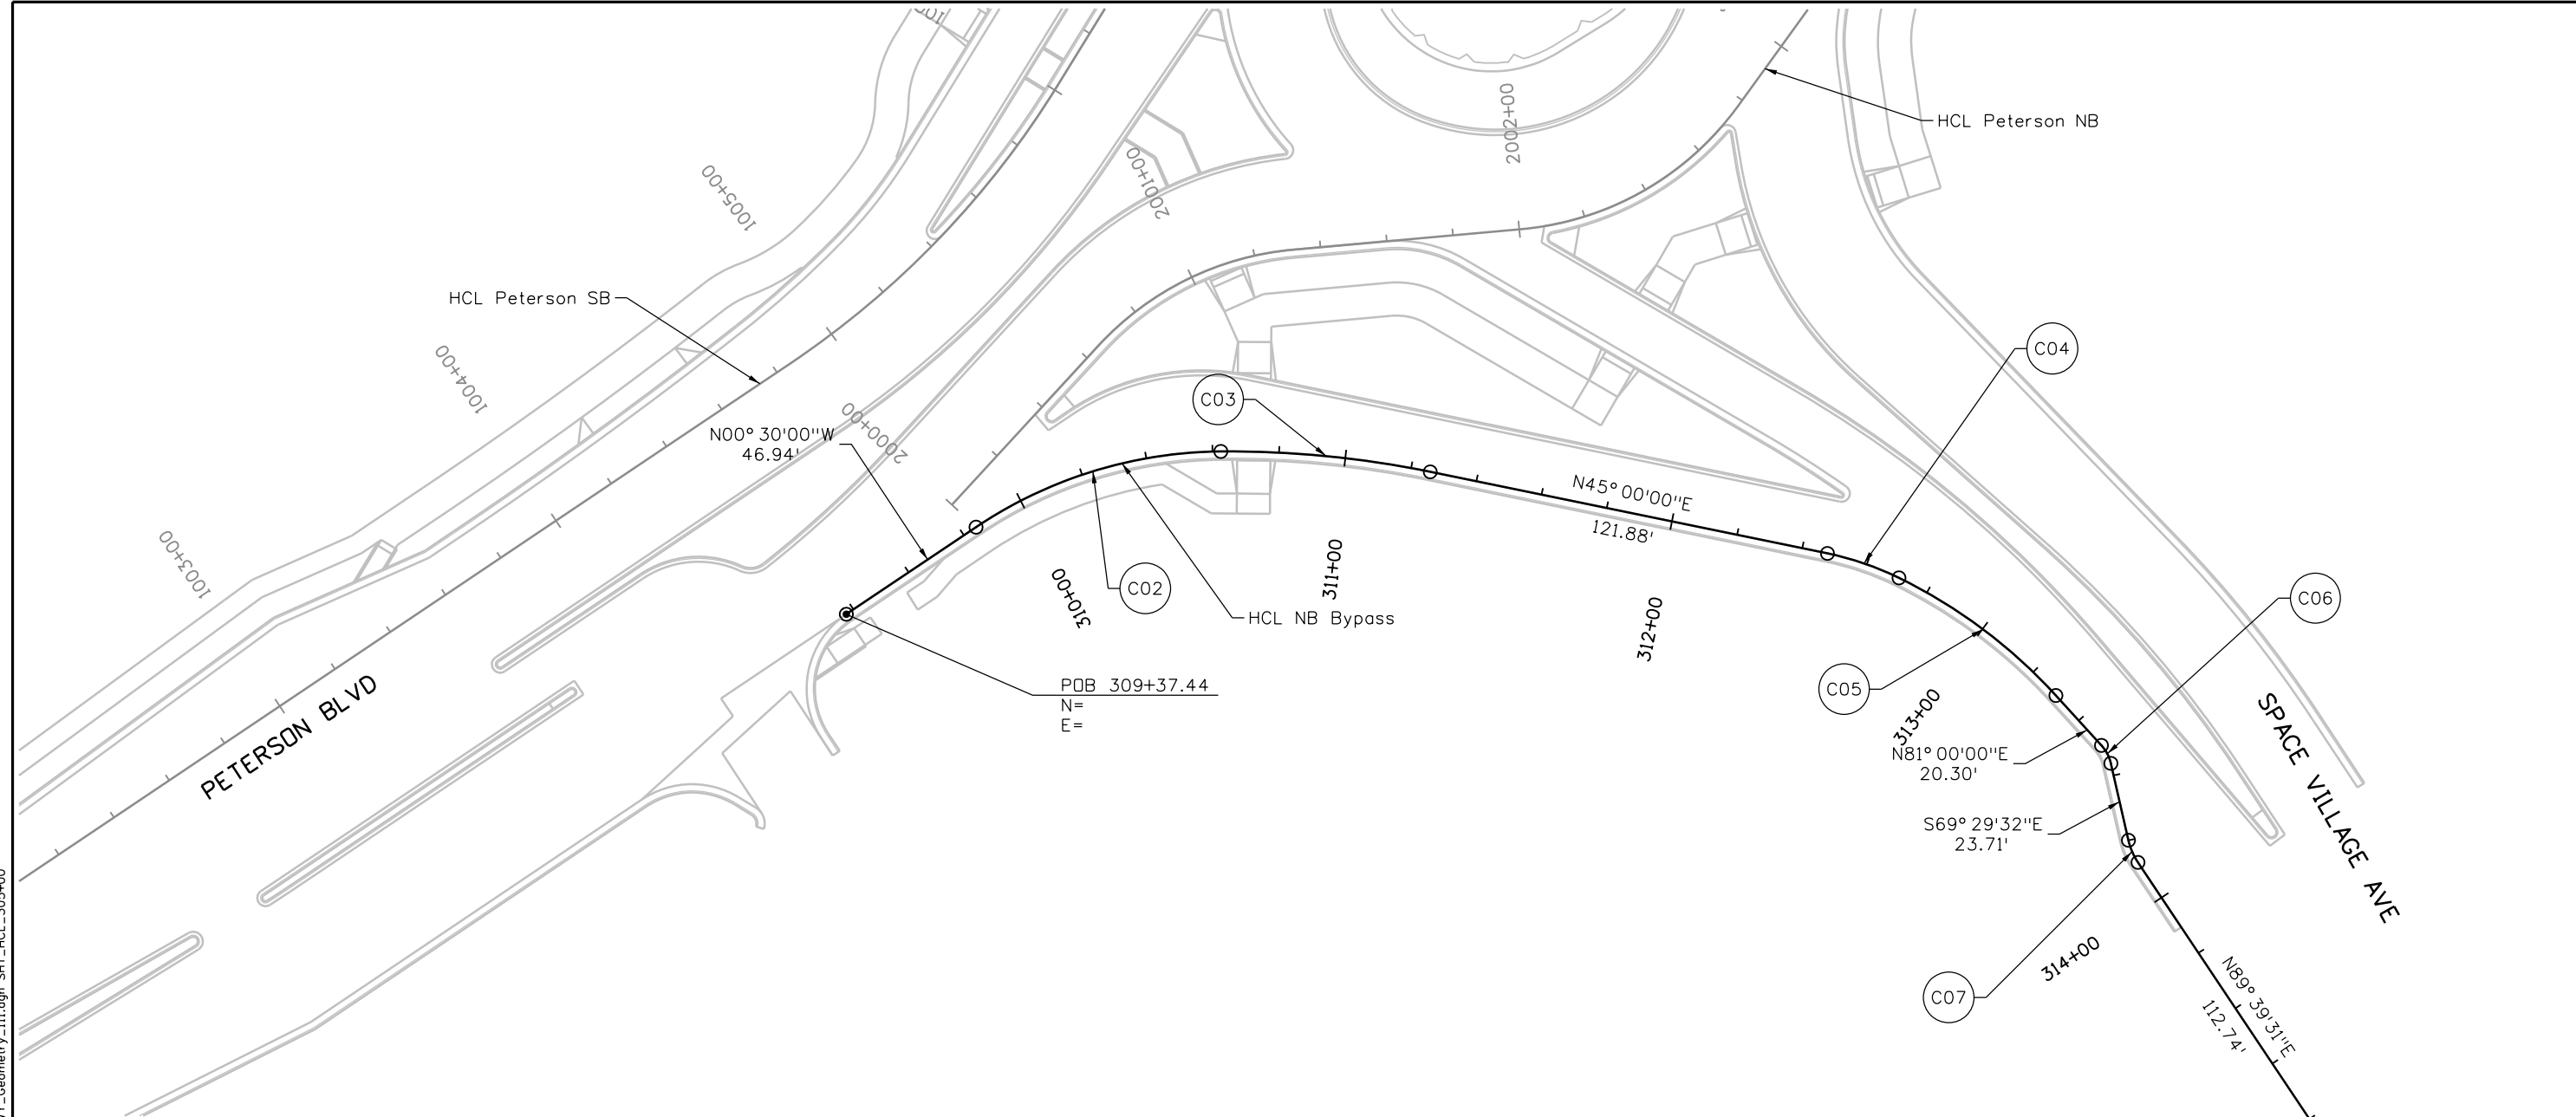 HCL Peterson NB
2002+00
2001+00
1005+00
HCL Peterson SB
1004+00
C04
C03
2000+00
N00°30'00"W
46.94'
N45°00'00"E
121.88'
1003+00
310+00
311+00
C02
HCL NB Bypass
312+00
C06
POB 309+37.44
N=
E=
C05
313+00
PETERSON BLVD
N81°00'00"E
20.30'
SPACE VILLAGE AVE
S69°29'32"E
23.71'
314+00
C07
N89°39'31"E
112.74'